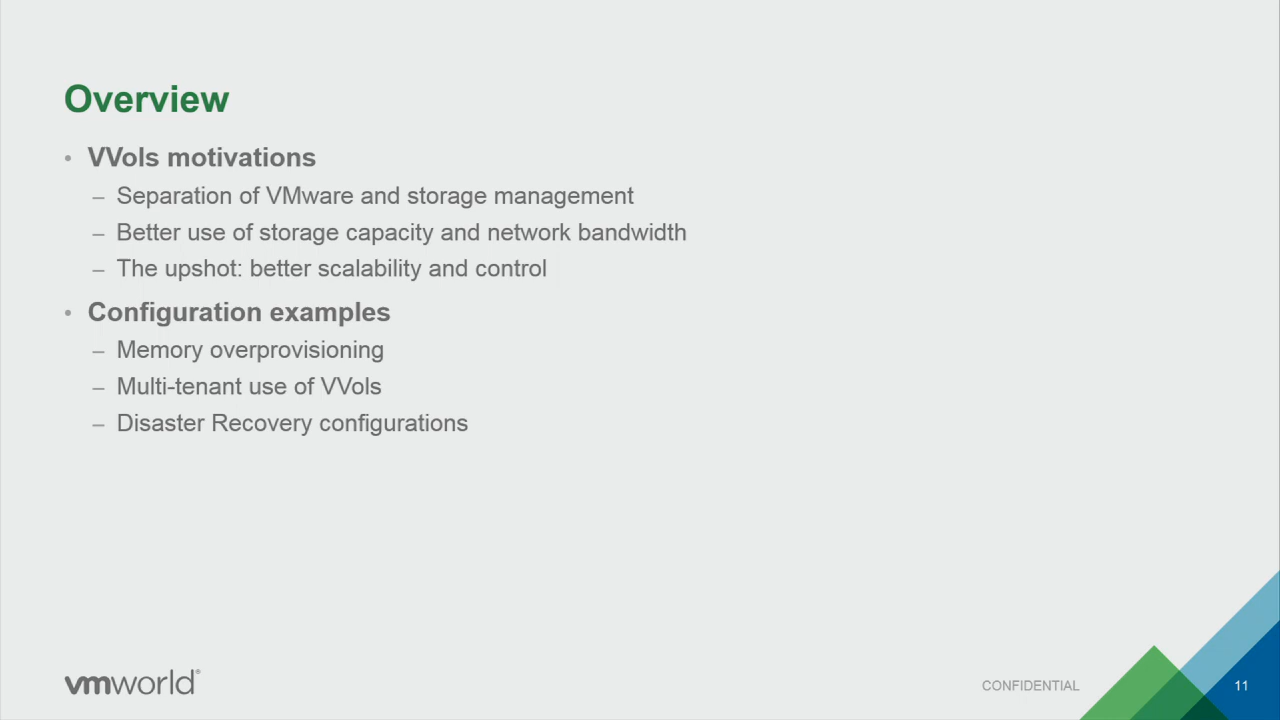 Overview
• VVols motivations
– Separation of VMware and storage management
– Better use of storage capacity and network bandwidth
– The upshot: better scalability and control
• Configuration examples
– Memory overprovisioning
– Multi-tenant use of VVols
– Disaster Recovery configurations
vmworld®
CONFIDENTIAL
11